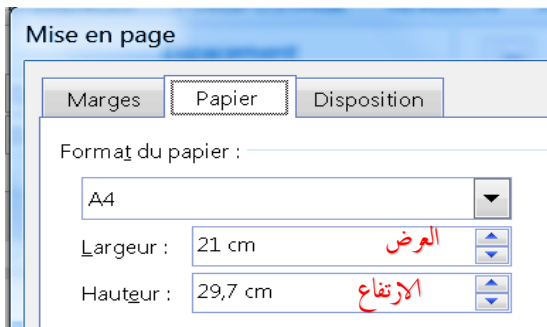 Mise en page
Marges Papier Disposition
Format du papier :
A4
Largeur : 21 cm العرض
Hauteur : 29,7 cm الارتفاع